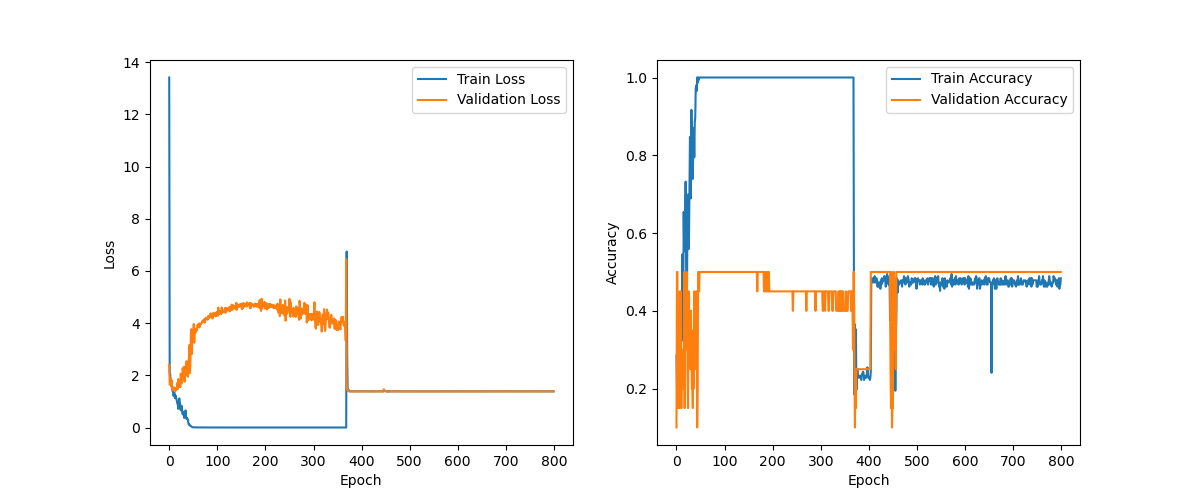 14
12
10
8
6
4
2
0
Loss
0 100 200 300 400 500 600 700 800
Epoch
Train Loss
Validation Loss
1.0
0.8
0.6
0.4
0.2
Accuracy
0 100 200 300 400 500 600 700 800
Epoch
Train Accuracy
Validation Accuracy